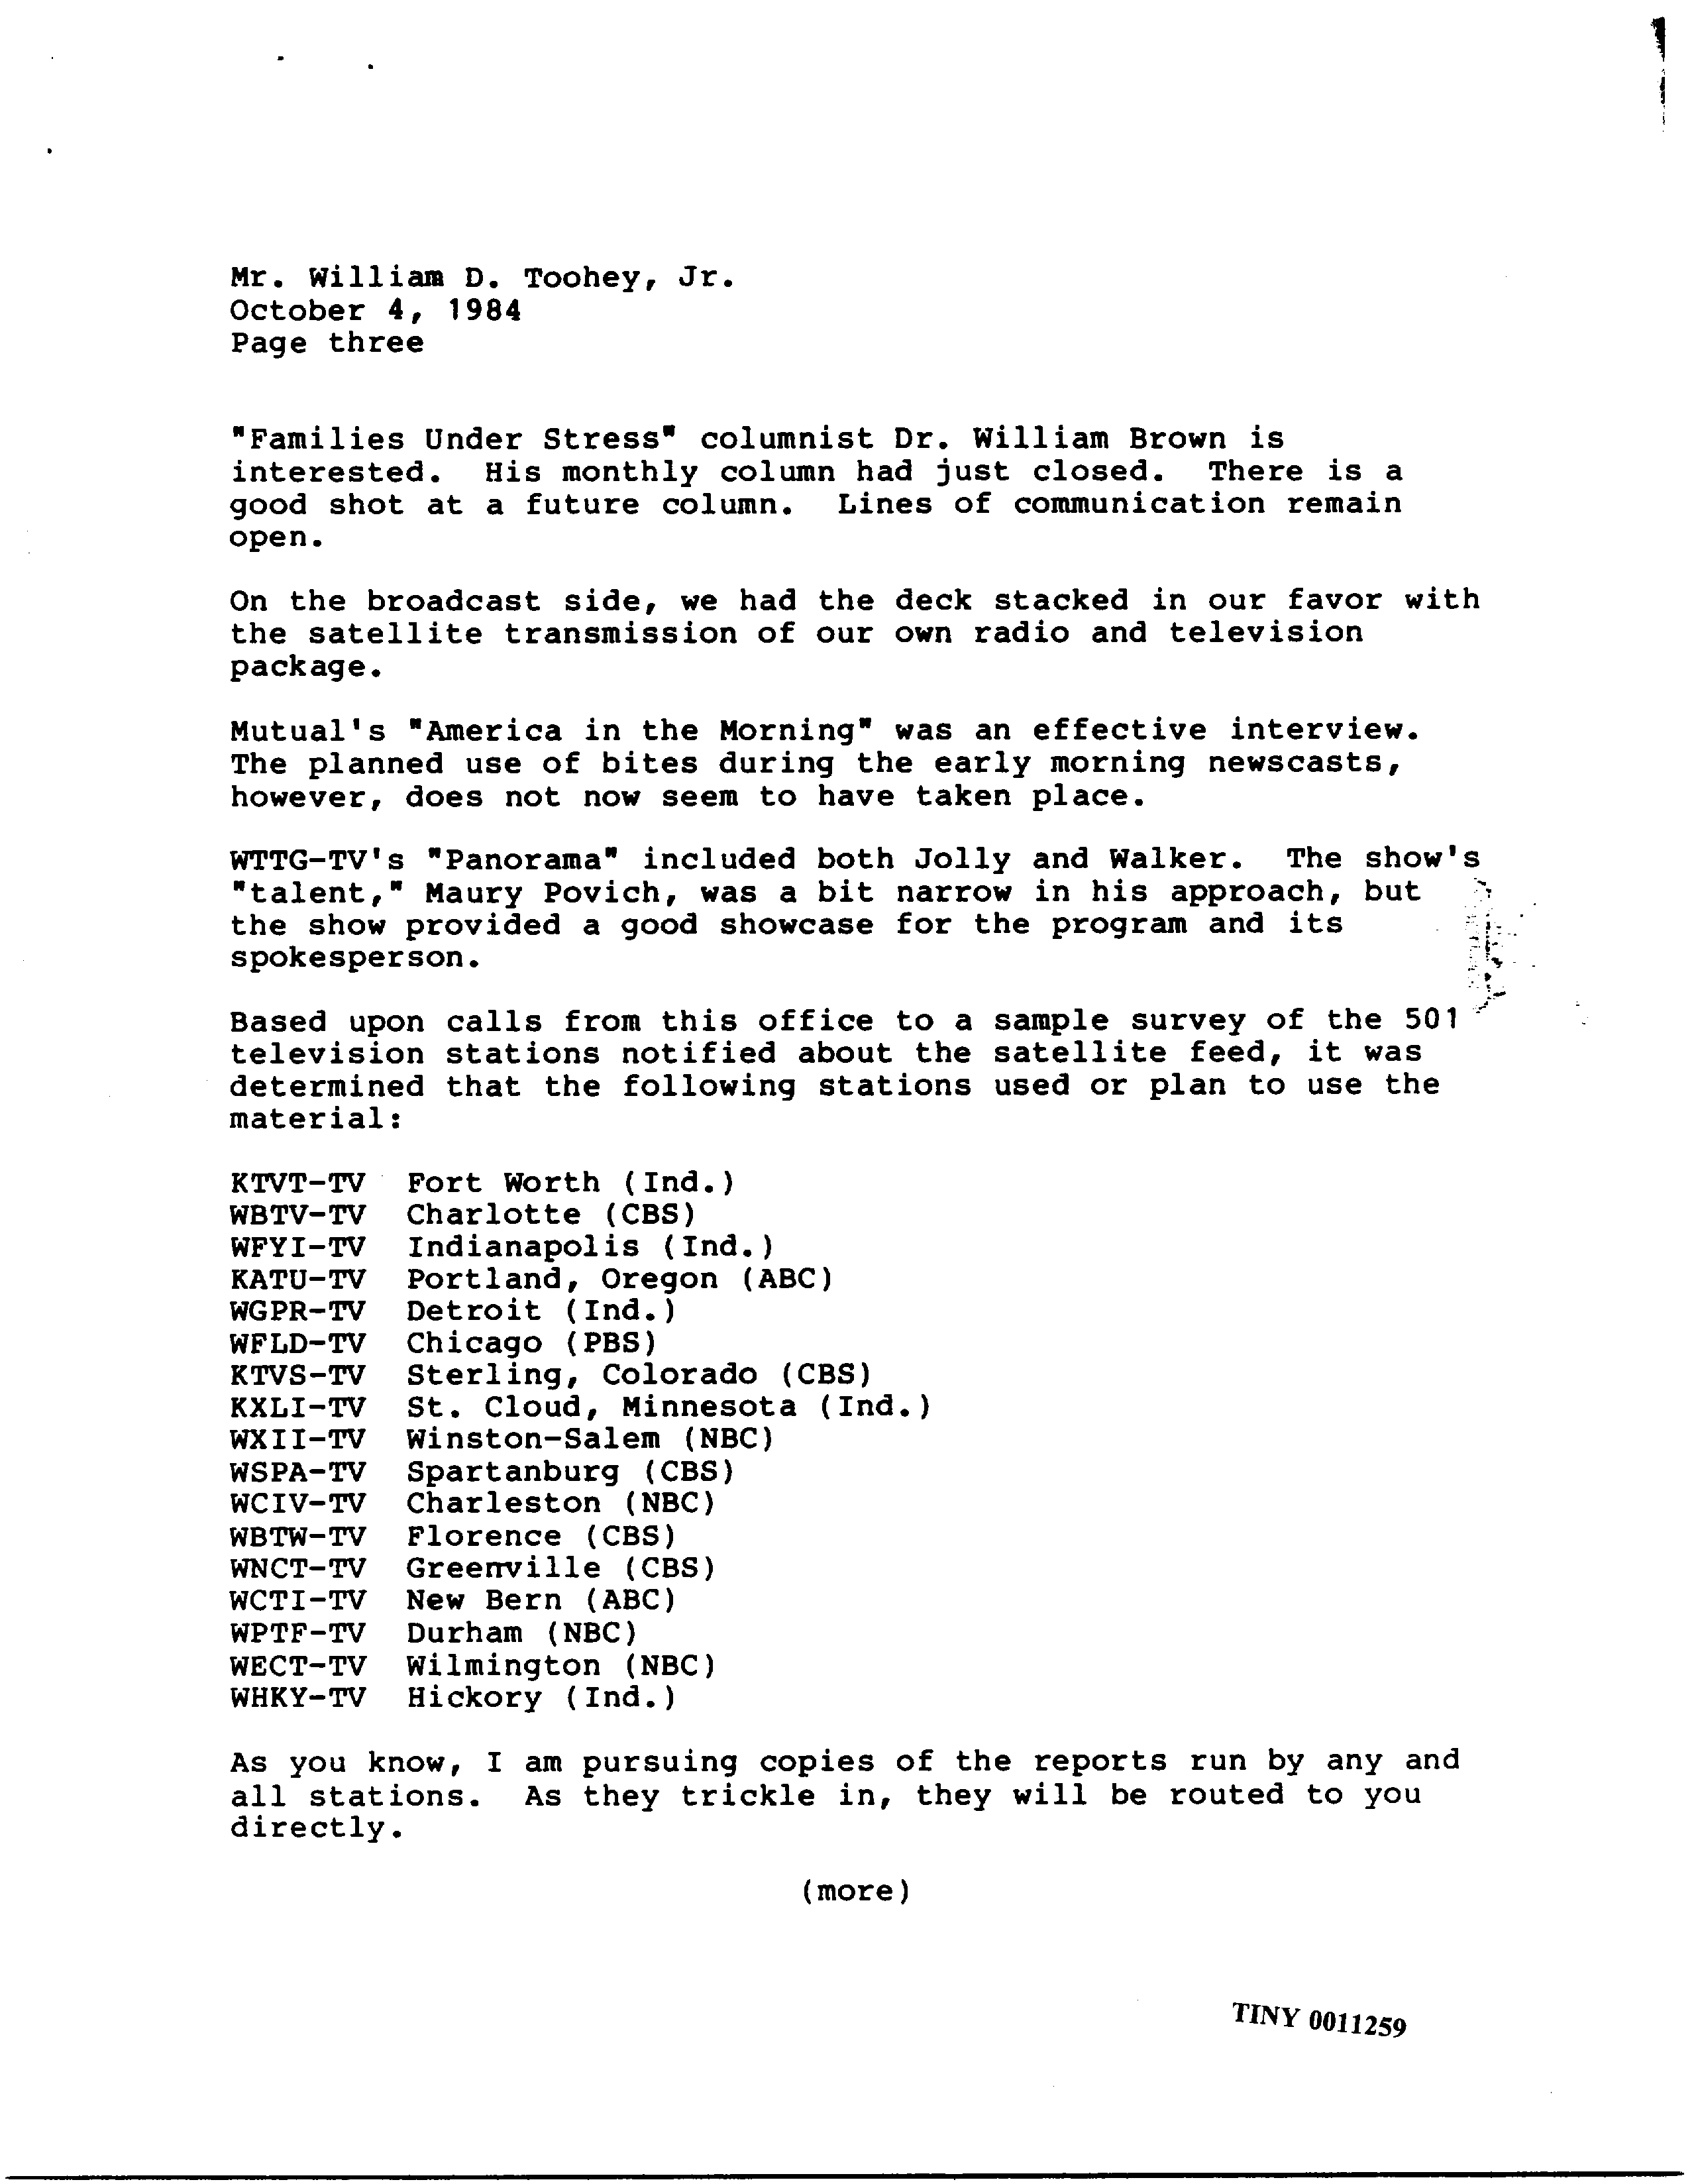 Mr. William D. Toohey, Jr.
October 4, 1984
Page three
"Families Under Stress" columnist Dr. William Brown is
interested.  His monthly column had just closed.  There is a
good shot at a future column.  Lines of communication remain
open.
On the broadcast side, we had the deck stacked in our favor with
the satellite transmission of our own radio and television
package.
Mutual's "America in the Morning" was an effective interview.
The planned use of bites during the early morning newscasts,
however, does not now seem to have taken place.
WTTG-TV's "Panorama" included both Jolly and Walker.  The show's
"talent," Maury Povich, was a bit narrow in his approach, but
the show provided a good showcase for the program and its
spokesperson.
Based upon calls from this office to a sample survey of the 501
television stations notified about the satellite feed, it was
determined that the following stations used or plan to use the
material:
KTVT-TV  Fort Worth (Ind.)
WBTV-TV  Charlotte (CBS)
WFYI-TV  Indianapolis (Ind.)
KATU-TV  Portland, Oregon (ABC)
WGPR-TV  Detroit (Ind.)
WFLD-TV  Chicago (PBS)
KTVS-TV  Sterling, Colorado (CBS)
KXLI-TV  St. Cloud, Minnesota (Ind.)
WXII-TV  Winston-Salem (NBC)
WSPA-TV  Spartanburg (CBS)
WCIV-TV  Charleston (NBC)
WBTW-TV  Florence (CBS)
WNCT-TV  Greenville (CBS)
WCTI-TV  New Bern (ABC)
WPTF-TV  Durham (NBC)
WECT-TV  Wilmington (NBC)
WHKY-TV  Hickory (Ind.)
As you know, I am pursuing copies of the reports run by any and
all stations.  As they trickle in, they will be routed to you
directly.
(more)
TINY 0011259